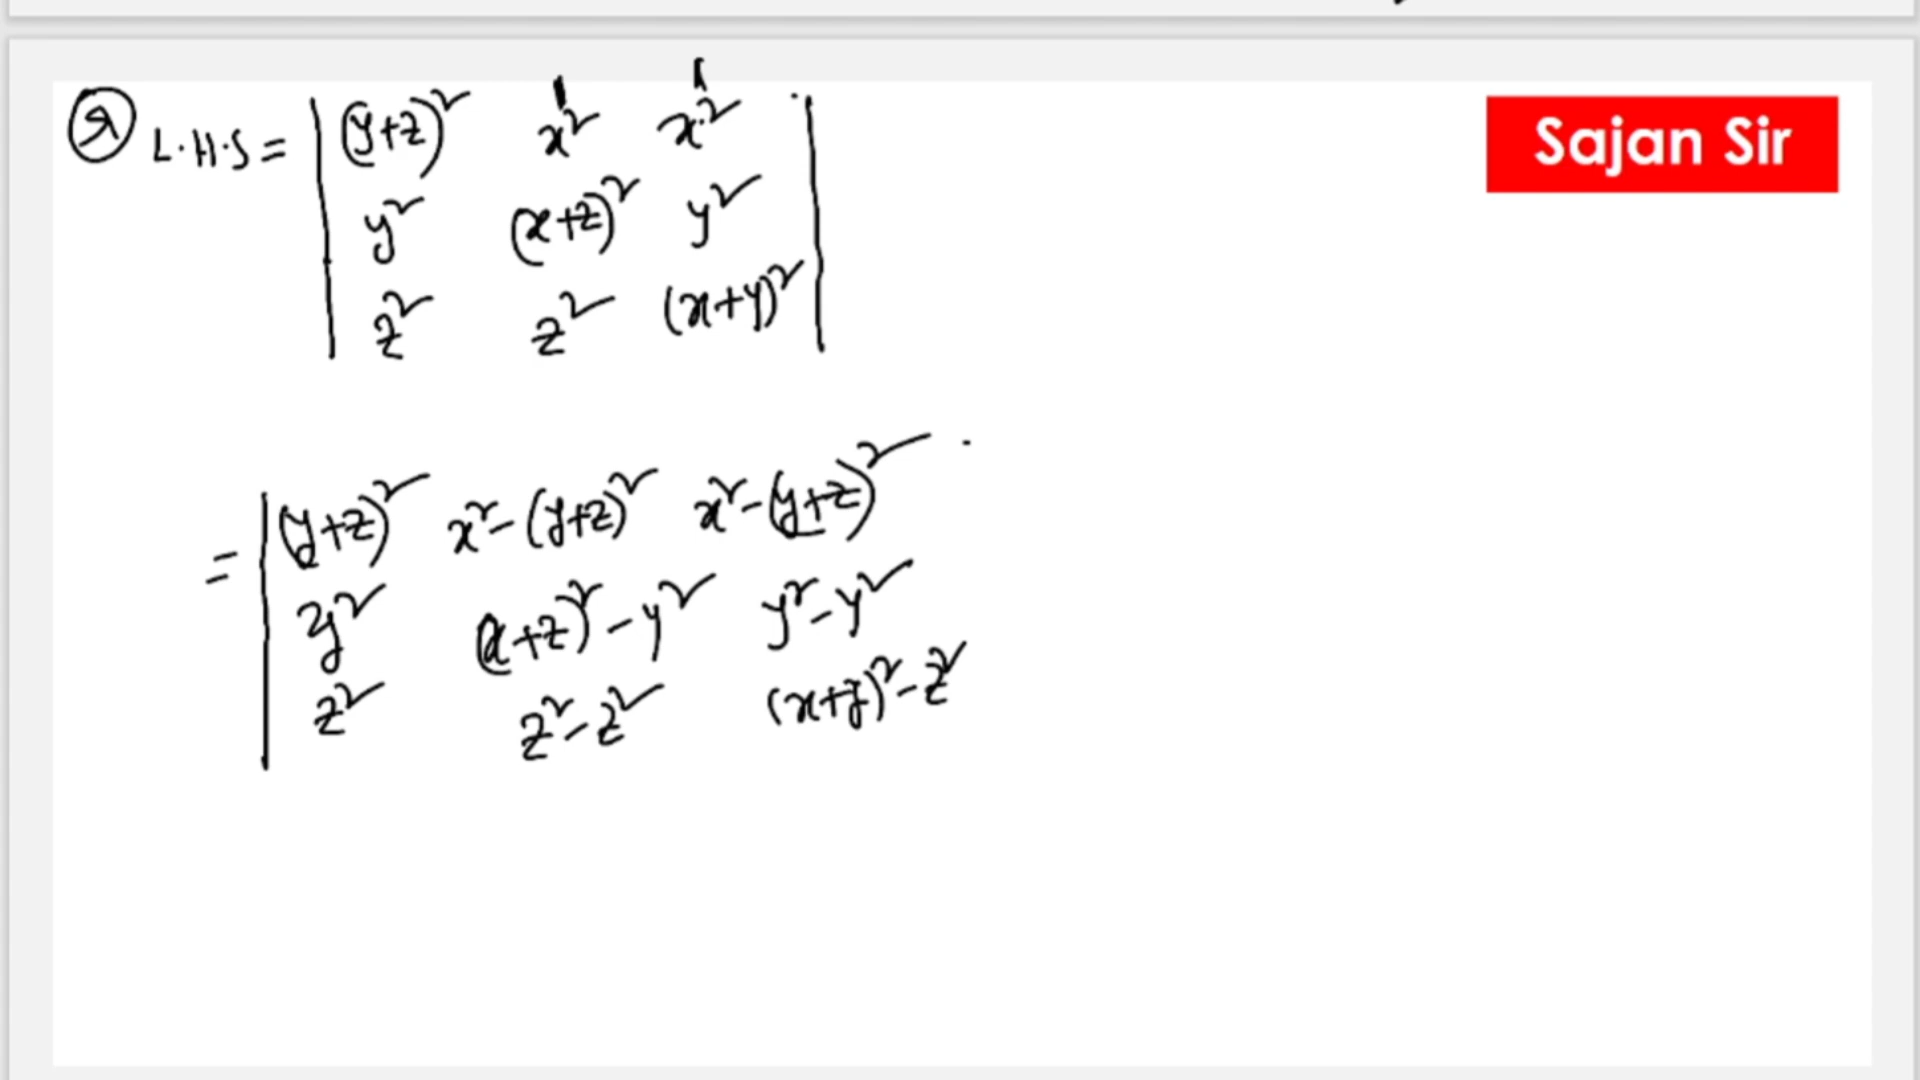 Sajan Sir
L.H.S = | (y+z)² x² x² |
y² (x+z)² y²
z² z² (x+y)²
= | (y+z)² x²-(y+z)² x²-(y+z)²
y² (x+z)²-y² y²-y²
z² z²-z² (x+y)²-z²